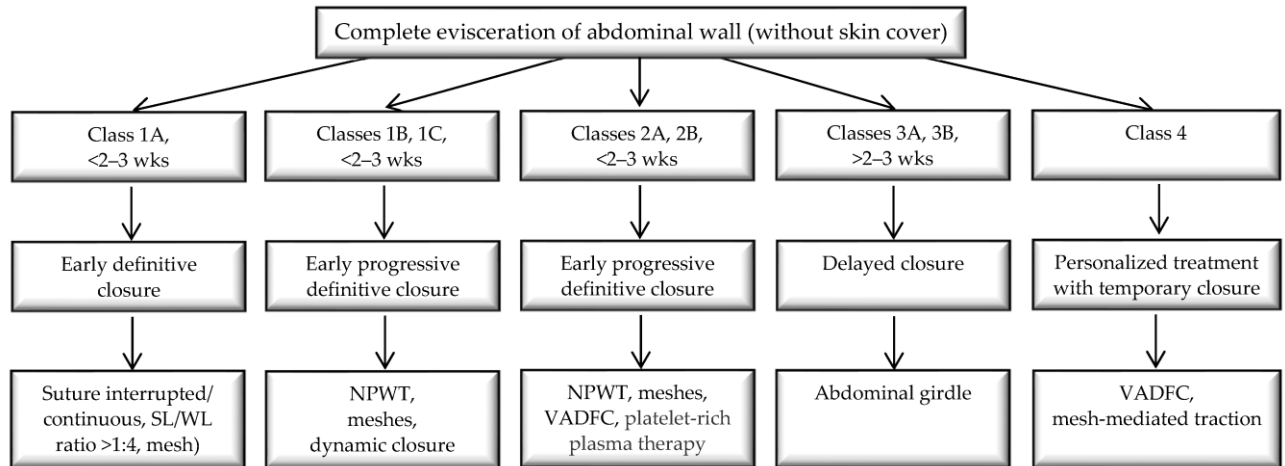 Complete evisceration of abdominal wall (without skin cover)
Class 1A,
<2–3 wks
Classes 1B, 1C,
<2–3 wks
Classes 2A, 2B,
<2–3 wks
Classes 3A, 3B,
>2–3 wks
Class 4
Early definitive
closure
Early progressive
definitive closure
Early progressive
definitive closure
Delayed closure
Personalized treatment
with temporary closure
Suture interrupted/
continuous, SL/WL
ratio >1:4, mesh)
NPWT,
meshes,
dynamic closure
NPWT, meshes,
VADFC, platelet-rich
plasma therapy
Abdominal girdle
VADFC,
mesh-mediated traction